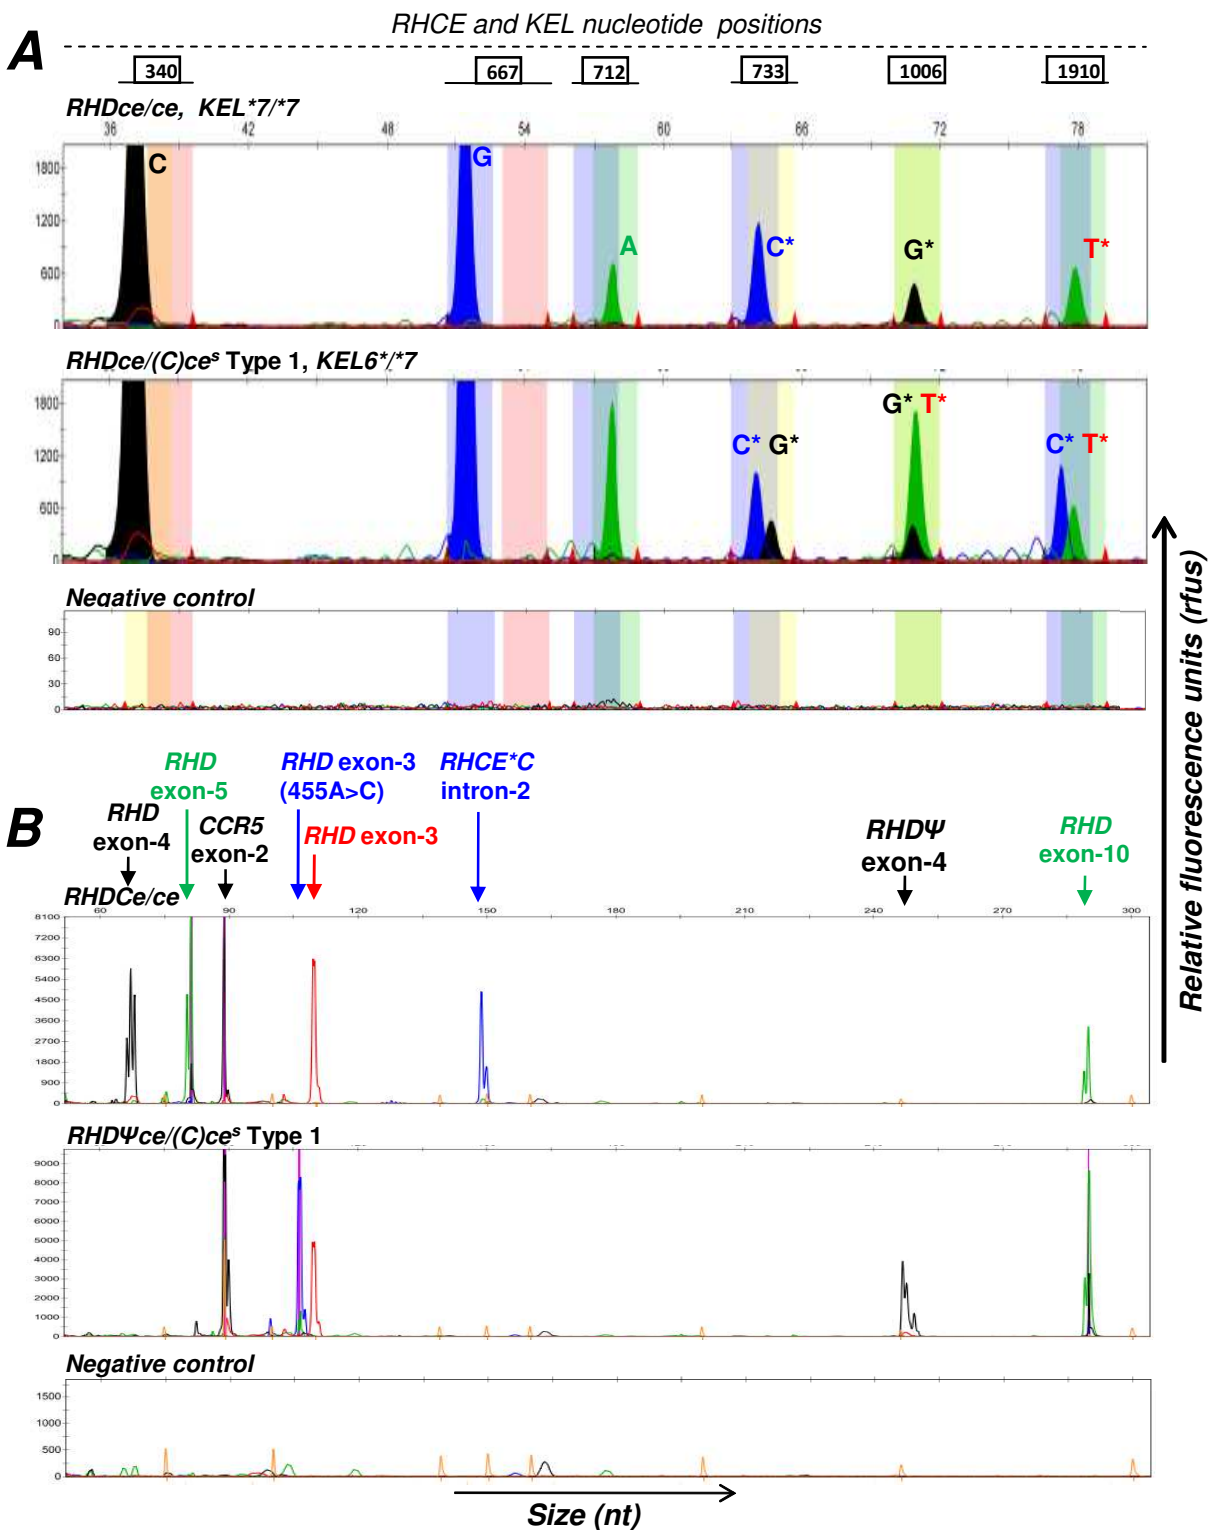 RHCE and KEL nucleotide positions
A
340 667 712 733 1006 1910
RHDce/ce, KEL*7/*7
36 42 48 54 60 66 72 78
1800
1200
600
0
C G A C* G* T*
RHDce/(C)ceˢ Type 1, KEL6*/*7
1800
1200
600
0
C* G* G* T* C* T*
Negative control
90
60
30
0
Relative fluorescence units (rfus)
B
RHD exon-4
RHD exon-5
CCR5 exon-2
RHD exon-3 (455A>C)
RHD exon-3
RHCE*C intron-2
RHDΨ exon-4
RHD exon-10
RHDCe/ce
60 90 120 150 180 210 240 270 300
8100
7200
6300
5400
4500
3600
2700
1800
900
0
RHDΨce/(C)ceˢ Type 1
9000
8000
7000
6000
5000
4000
3000
2000
1000
0
Negative control
1500
1000
500
0
Size (nt)